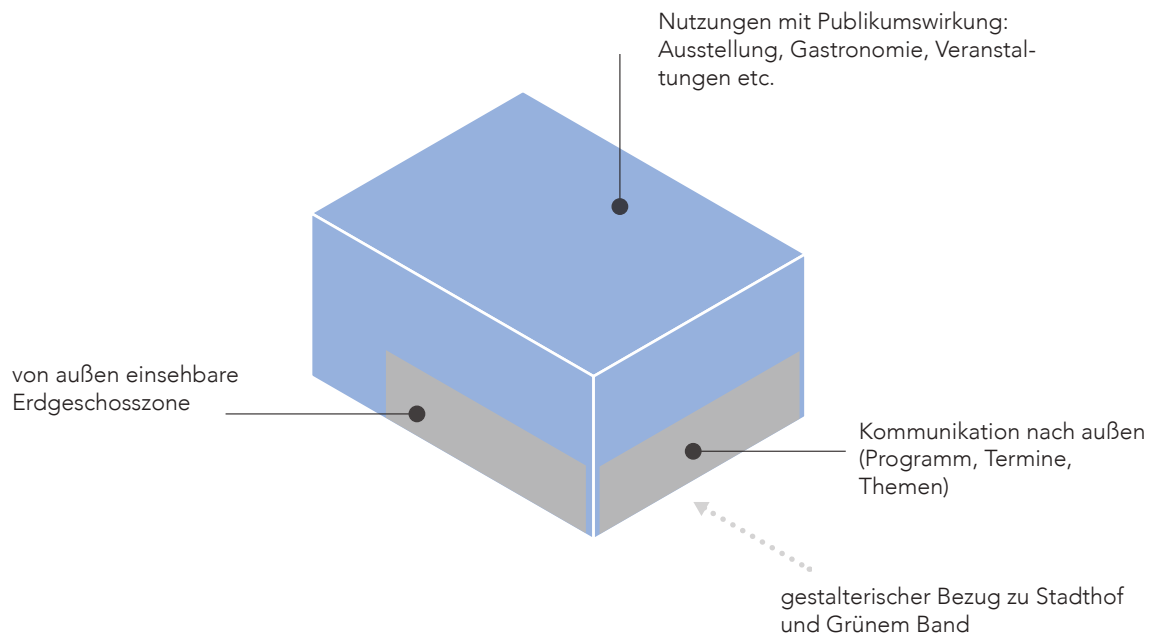 Nutzungen mit Publikumswirkung:
Ausstellung, Gastronomie, Veranstal-
tungen etc.
von außen einsehbare
Erdgeschosszone
Kommunikation nach außen
(Programm, Termine,
Themen)
gestalterischer Bezug zu Stadthof
und Grünem Band